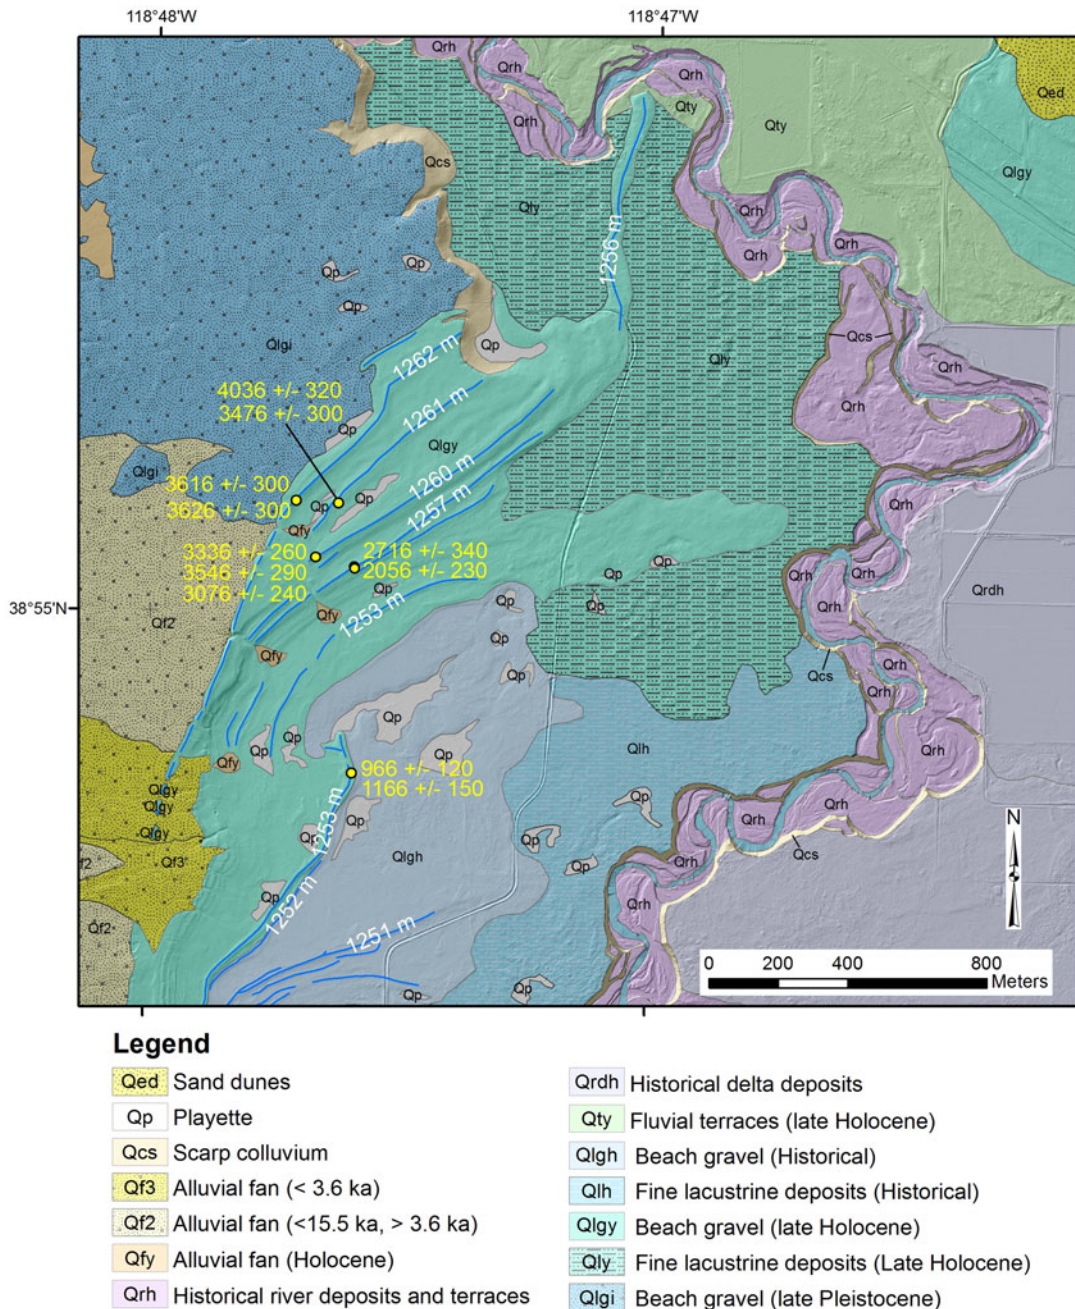 118°48'W 118°47'W
Qrh Qrh Qrh Qed
Qrh Qty Qty
Qcs Qlgy
Qly Qrh Qrh
Qrh
1256 m
Qp Qp
Qp
Qlgi Qp Qcs
1262 m Qly Qrh
4036 +/- 320
3476 +/- 300
1261 m
Qrh
Qp Qlgy
Qlgi 1260 m
3616 +/- 300 Qp Qp Qrh
3626 +/- 300 1257 m
Qfy
3336 +/- 260 2716 +/- 340
3546 +/- 290 2056 +/- 230
3076 +/- 240
Qp Qp Qp Qrh Qrh
38°55'N Qp Qp Qrh Qrdh
Qf2 Qfy 1253 m
Qp
Qfy Qcs Qrh
Qp Qrh
Qp
Qp Qp Qp Qlh Qrh
Qfy
966 +/- 120
1166 +/- 150
Qlgy
Qlgy
Qlgy
Qp Qp Qrh Qrh
1253 m Qp
f2 Qf3 Qlgh Qp Qrh Qcs
Qp N
1252 m Qrh
Qf2 1251 m
Qp Qp
0 200 400 800
Meters
Legend
Qed Sand dunes
Qp Playette
Qcs Scarp colluvium
Qf3 Alluvial fan (< 3.6 ka)
Qf2 Alluvial fan (<15.5 ka, > 3.6 ka)
Qfy Alluvial fan (Holocene)
Qrh Historical river deposits and terraces
Qrdh Historical delta deposits
Qty Fluvial terraces (late Holocene)
Qlgh Beach gravel (Historical)
Qlh Fine lacustrine deposits (Historical)
Qlgy Beach gravel (late Holocene)
Qly Fine lacustrine deposits (Late Holocene)
Qlgi Beach gravel (late Pleistocene)